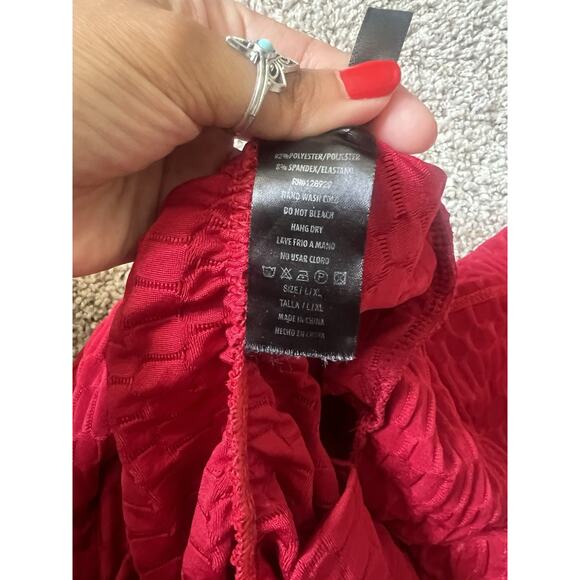 92% POLYESTER/POLIESTER
8% SPANDEX/ELASTANO
HAND WASH COLD
DO NOT BLEACH
HANG DRY
LAVE FRIO A MANO
NO USAR CLORO
SIZE / L/XL
TALLA / L/XL
MADE IN CHINA
HECHO EN CHINA